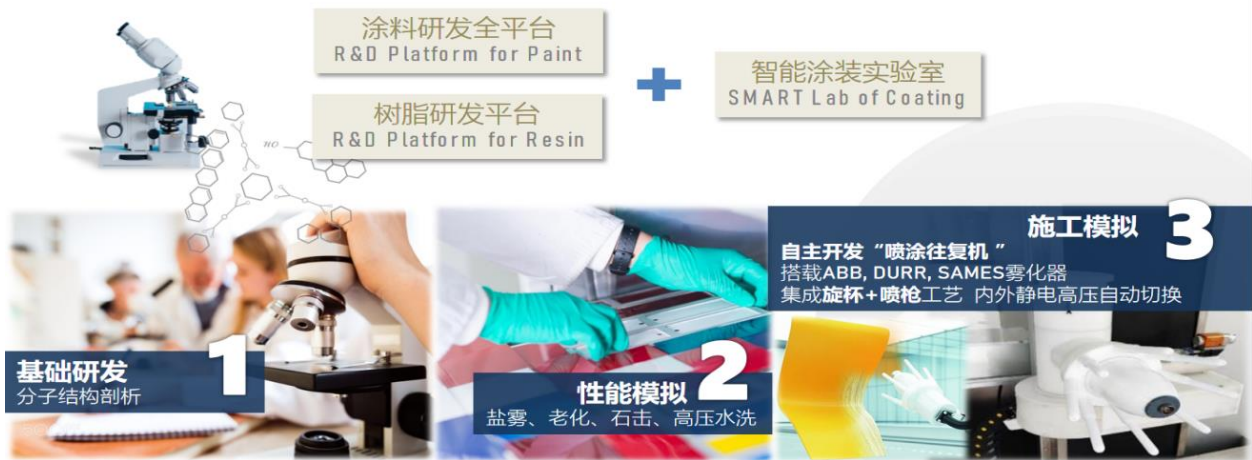 涂料研发全平台
R&D Platform for Paint
树脂研发平台
R&D Platform for Resin
智能涂装实验室
SMART Lab of Coating
HO
1
基础研发
分子结构剖析
2
性能模拟
盐雾、老化、石击、高压水洗
3
施工模拟
自主开发“喷涂往复机 ”
搭载ABB, DURR, SAMES雾化器
集成旋杯+喷枪工艺 内外静电高压自动切换